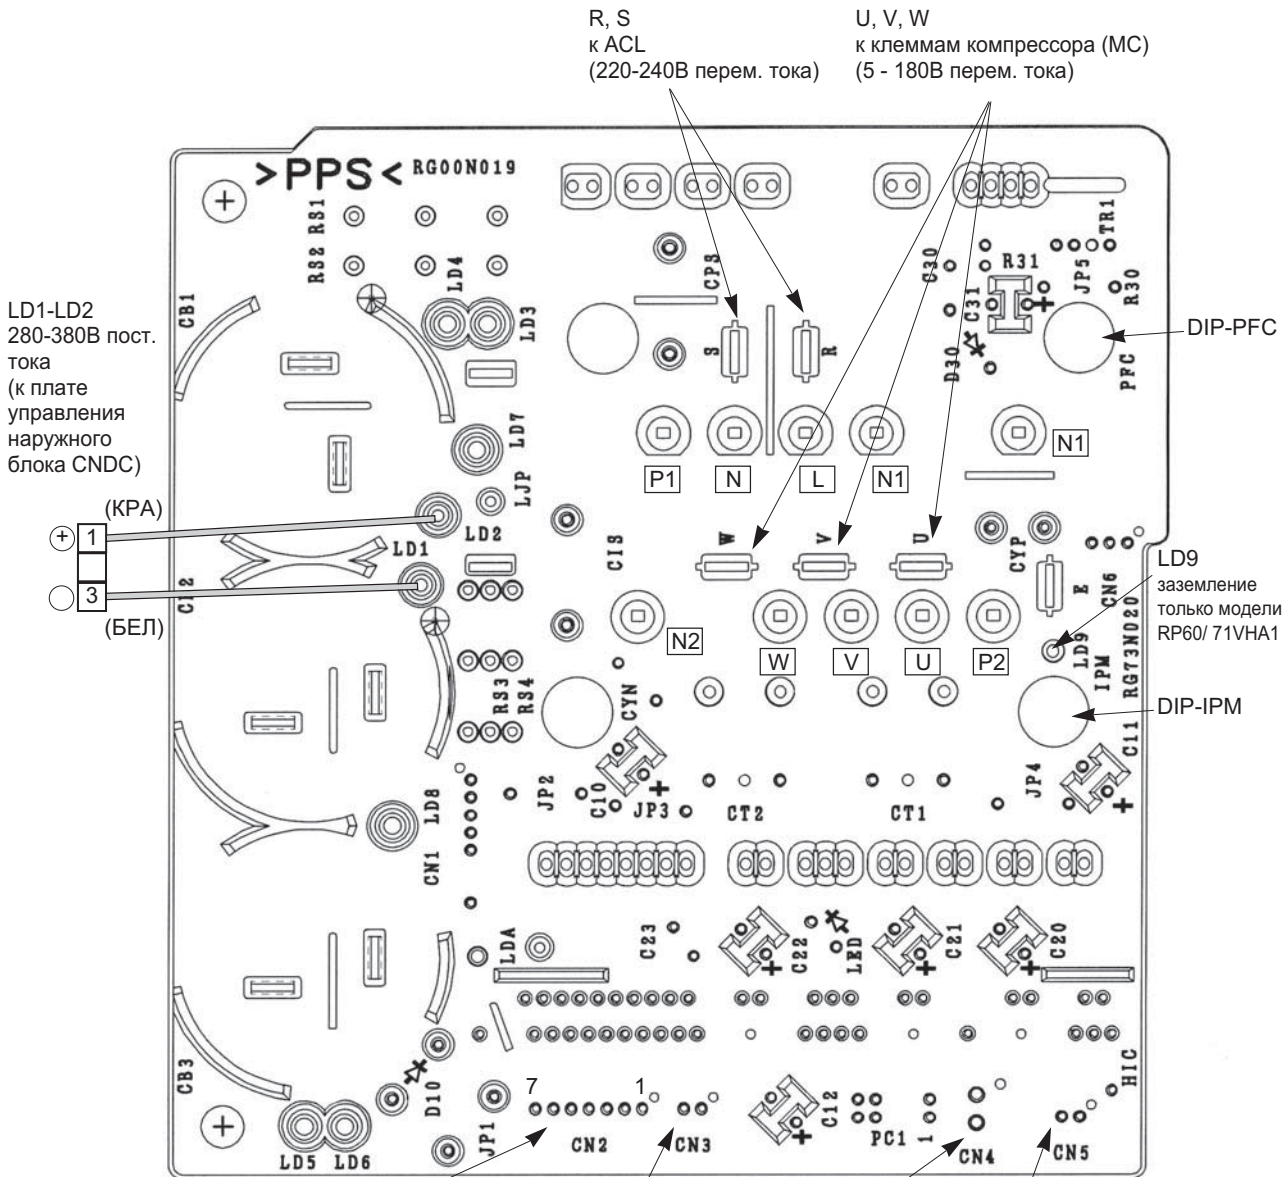 R, S
к ACL
(220-240В перем. тока)
U, V, W
к клеммам компрессора (МС)
(5 - 180В перем. тока)
>PPS<
RG00N019
RS1
RS2
LD4
LD3
CB1
CPS
S
R
C30
R31
C31
JP5
TR1
R30
D30
PFC
DIP-PFC
LD1-LD2
280-380В пост.
тока
(к плате
управления
наружного
блока CNDC)
LD7
LJP
P1
N
L
N1
N1
(КРА)
+
1
3
(БЕЛ)
LD2
LD1
CIS
W
V
U
CYP
E
CN6
LD9
заземление
только модели
RP60/ 71VHA1
N2
W
V
U
P2
LD9
IPM
RG73N020
RS3
RS4
CYN
DIP-IPM
C11
JP2
C10
JP3
CT2
CT1
JP4
LD8
CN1
LDA
C23
C22
LED
C21
C20
CB3
D10
JP1
7
1
CN2
CN3
C12
PC1
1
CN4
CN5
HIC
LD5
LD6